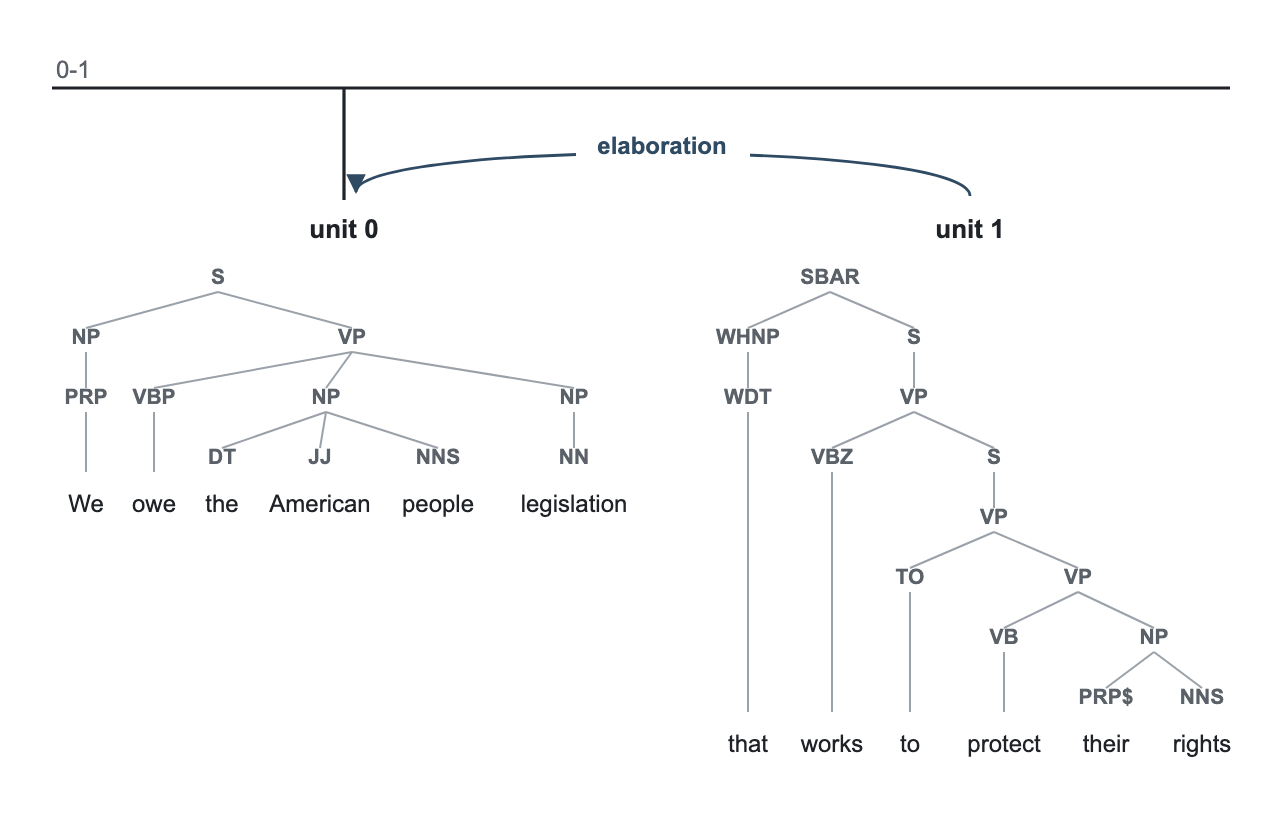 0-1
elaboration
unit 0 unit 1
S SBAR
NP VP WHNP S
PRP VBP NP NP WDT VP
DT JJ NNS NN VBZ S
We owe the American people legislation
VP
TO VP
VB NP
PRP$ NNS
that works to protect their rights